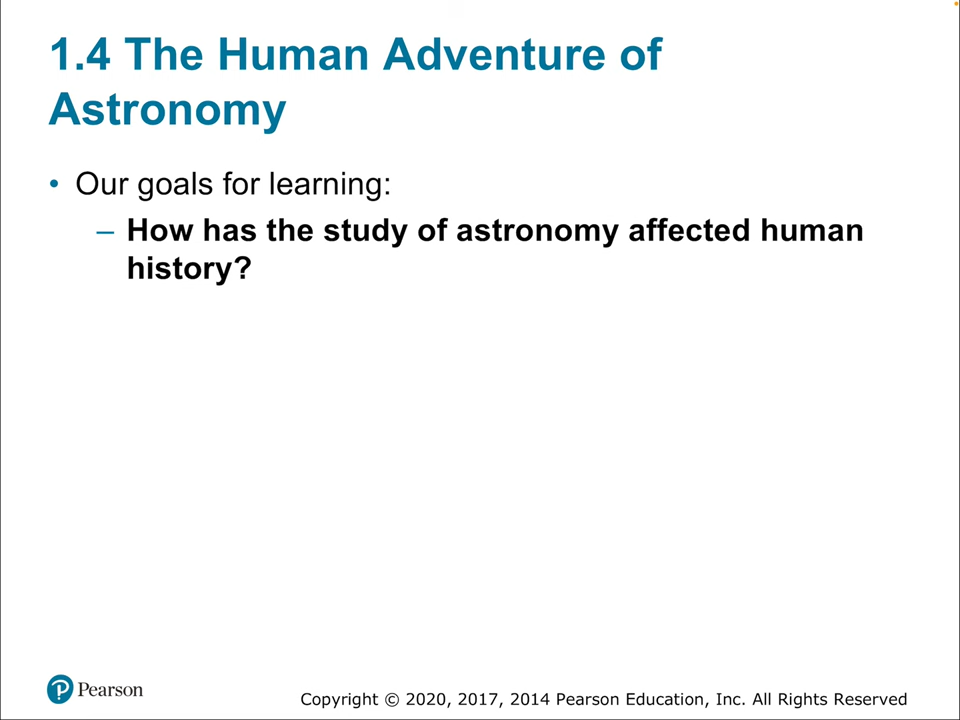 1.4 The Human Adventure of
Astronomy
• Our goals for learning:
– How has the study of astronomy affected human
history?
Pearson
Copyright © 2020, 2017, 2014 Pearson Education, Inc. All Rights Reserved